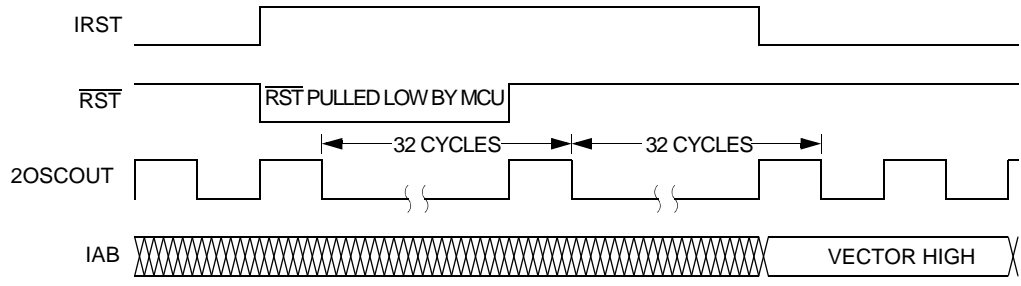 IRST
RST
RST PULLED LOW BY MCU
32 CYCLES
32 CYCLES
2OSCOUT
IAB
VECTOR HIGH